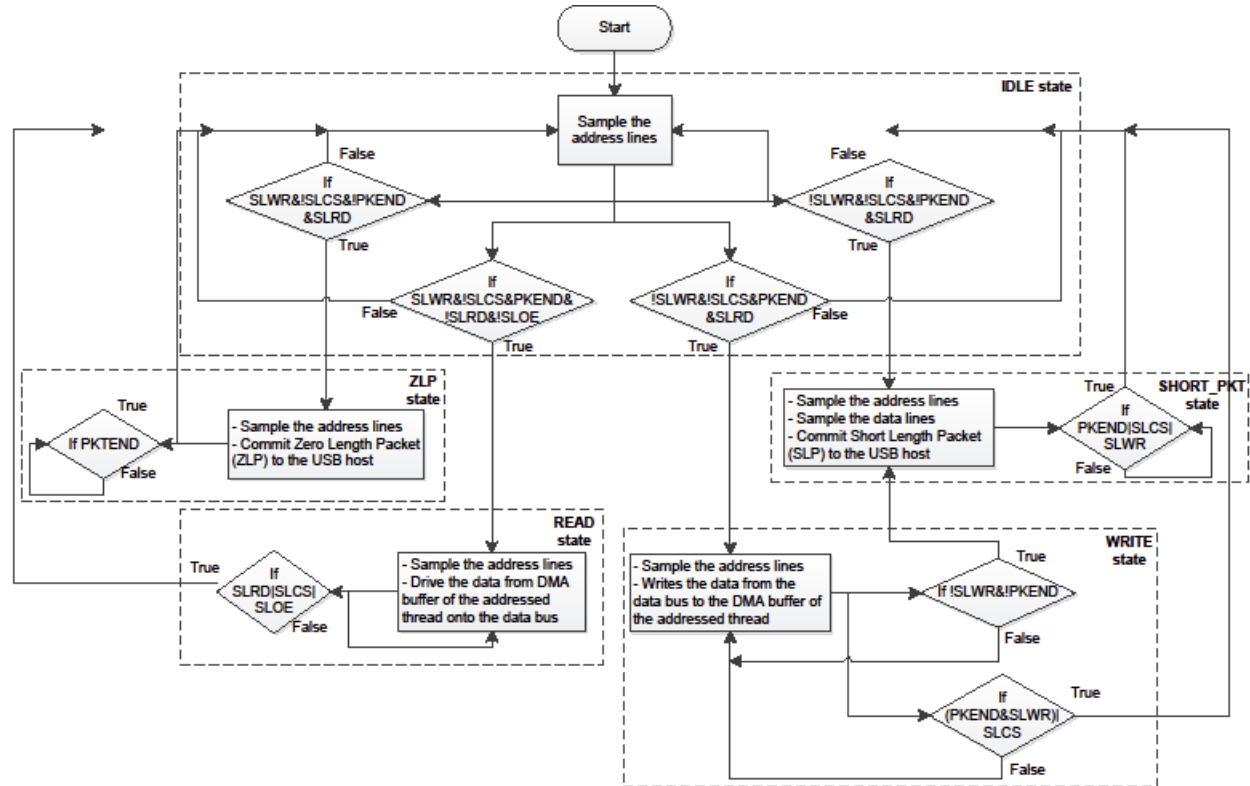 Start
IDLE state
Sample the
address lines
False
If
SLWR&!SLCS&!PKEND
&SLRD
True
False
If
!SLWR&!SLCS&!PKEND
&SLRD
True
If
SLWR&!SLCS&PKEND&
!SLRD&!SLOE
False
True
If
!SLWR&!SLCS&PKEND
&SLRD
False
True
ZLP
state
True
If PKTEND
False
- Sample the address lines
- Commit Zero Length Packet
(ZLP) to the USB host
SHORT_PKT
state
- Sample the address lines
- Sample the data lines
- Commit Short Length Packet
(SLP) to the USB host
True
If
PKEND|SLCS|
SLWR
False
READ
state
True
If
SLRD|SLCS|
SLOE
False
- Sample the address lines
- Drive the data from DMA
buffer of the addressed
thread onto the data bus
WRITE
state
- Sample the address lines
- Writes the data from the
data bus to the DMA buffer of
the addressed thread
True
If !SLWR&!PKEND
False
If
(PKEND&SLWR)|
SLCS
True
False